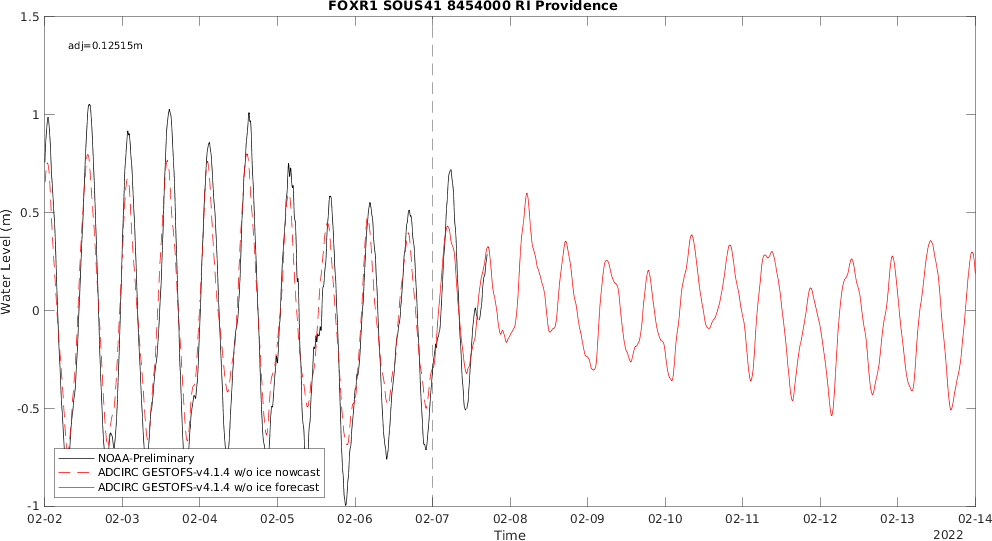 FOXR1 SOUS41 8454000 RI Providence
adj=0.12515m
1.5
1
0.5
0
-0.5
-1
Water Level (m)
NOAA-Preliminary
ADCIRC GESTOFS-v4.1.4 w/o ice nowcast
ADCIRC GESTOFS-v4.1.4 w/o ice forecast
02-02 02-03 02-04 02-05 02-06 02-07 02-08 02-09 02-10 02-11 02-12 02-13 02-14
Time
2022